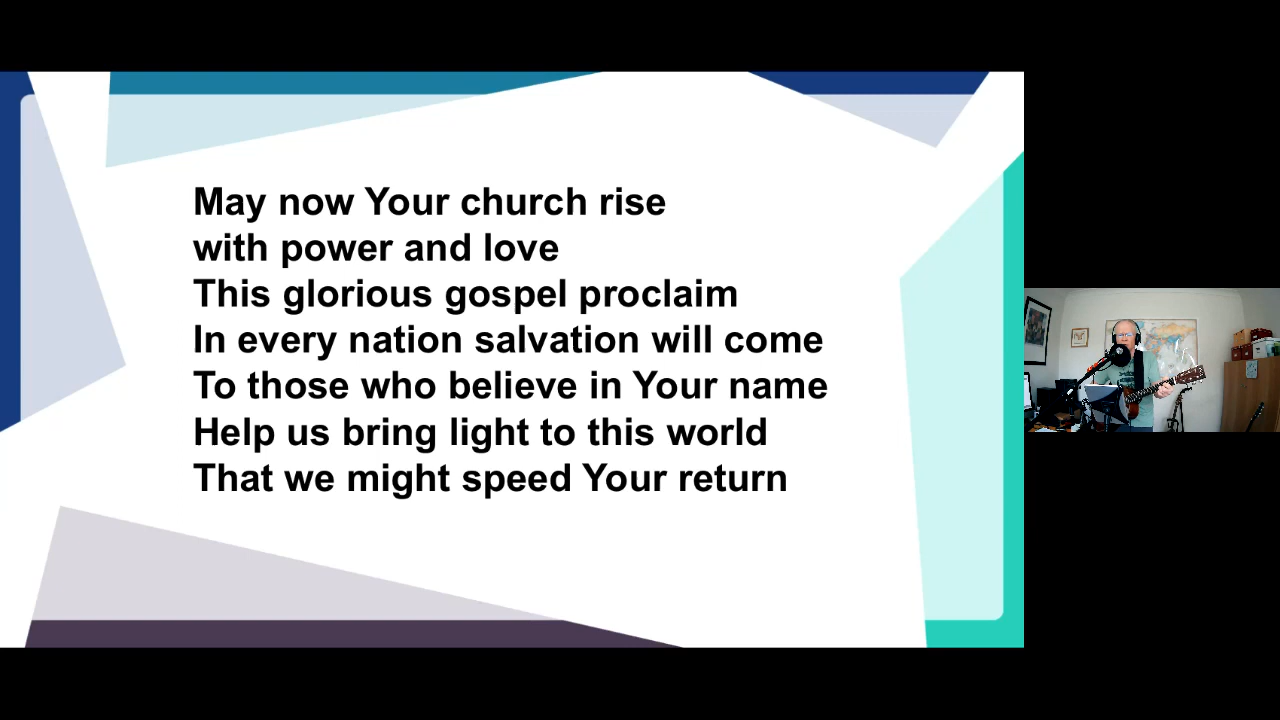 May now Your church rise
with power and love
This glorious gospel proclaim
In every nation salvation will come
To those who believe in Your name
Help us bring light to this world
That we might speed Your return